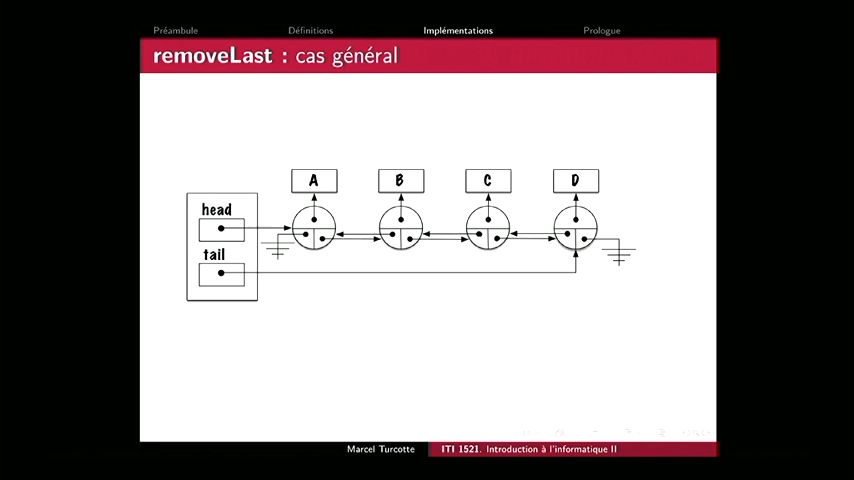 Préambule Définitions Implémentations Prologue
removeLast : cas général
A B C D
head
tail
Marcel Turcotte ITI 1521. Introduction à l'informatique II